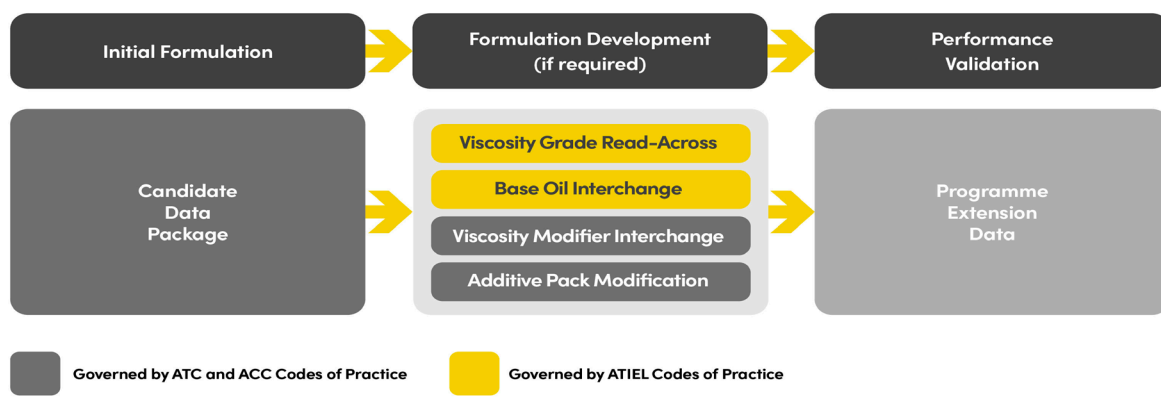 Initial Formulation
Formulation Development
(if required)
Performance
Validation
Candidate
Data
Package
Viscosity Grade Read-Across
Base Oil Interchange
Viscosity Modifier Interchange
Additive Pack Modification
Programme
Extension
Data
Governed by ATC and ACC Codes of Practice
Governed by ATIEL Codes of Practice